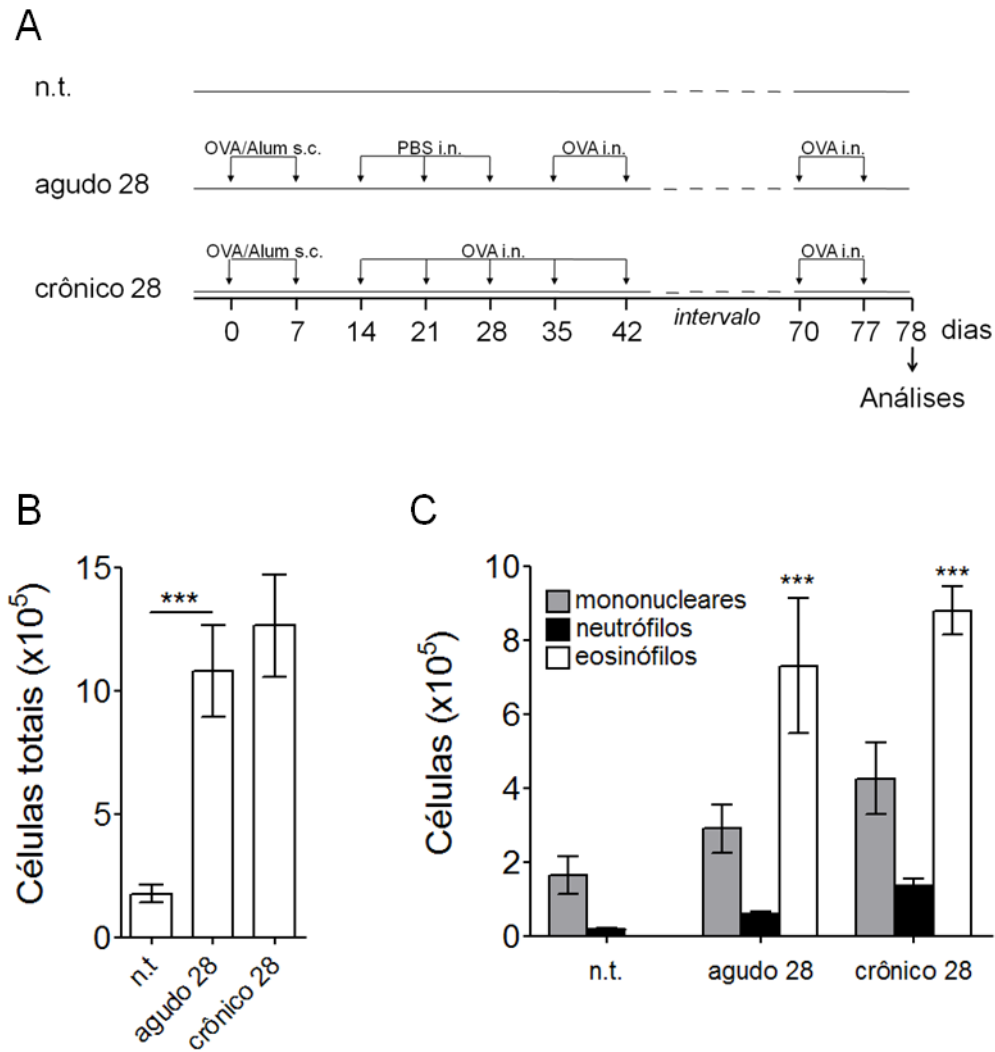 A
n.t.
OVA/Alum s.c. PBS i.n. OVA i.n. OVA i.n.
agudo 28
OVA/Alum s.c. OVA i.n. OVA i.n.
crônico 28
intervalo
0 7 14 21 28 35 42 70 77 78 dias
Análises
B
Células totais (x10⁵)
15
10
5
0
***
n.t
agudo 28
crônico 28
C
Células (x10⁵)
10
8
6
4
2
0
mononucleares
neutrófilos
eosinófilos
*** ***
n.t. agudo 28 crônico 28